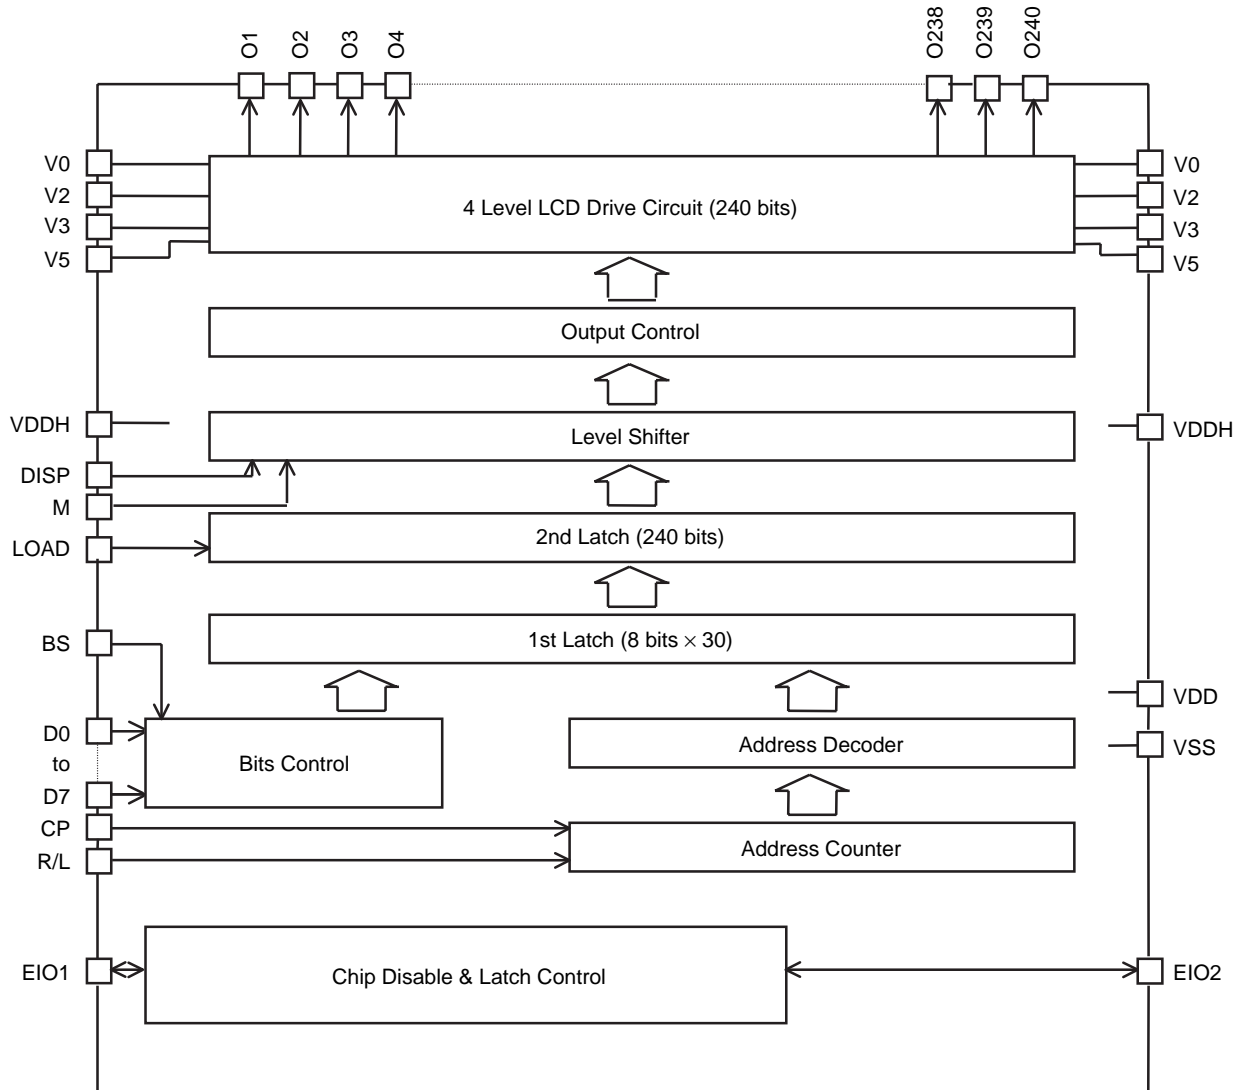 O1
O2
O3
O4
O238
O239
O240
V0
V2
V3
V5
4 Level LCD Drive Circuit (240 bits)
V0
V2
V3
V5
Output Control
VDDH
Level Shifter
VDDH
DISP
M
LOAD
2nd Latch (240 bits)
BS
1st Latch (8 bits × 30)
VDD
D0
to
D7
Bits Control
Address Decoder
VSS
CP
R/L
Address Counter
EIO1
Chip Disable & Latch Control
EIO2